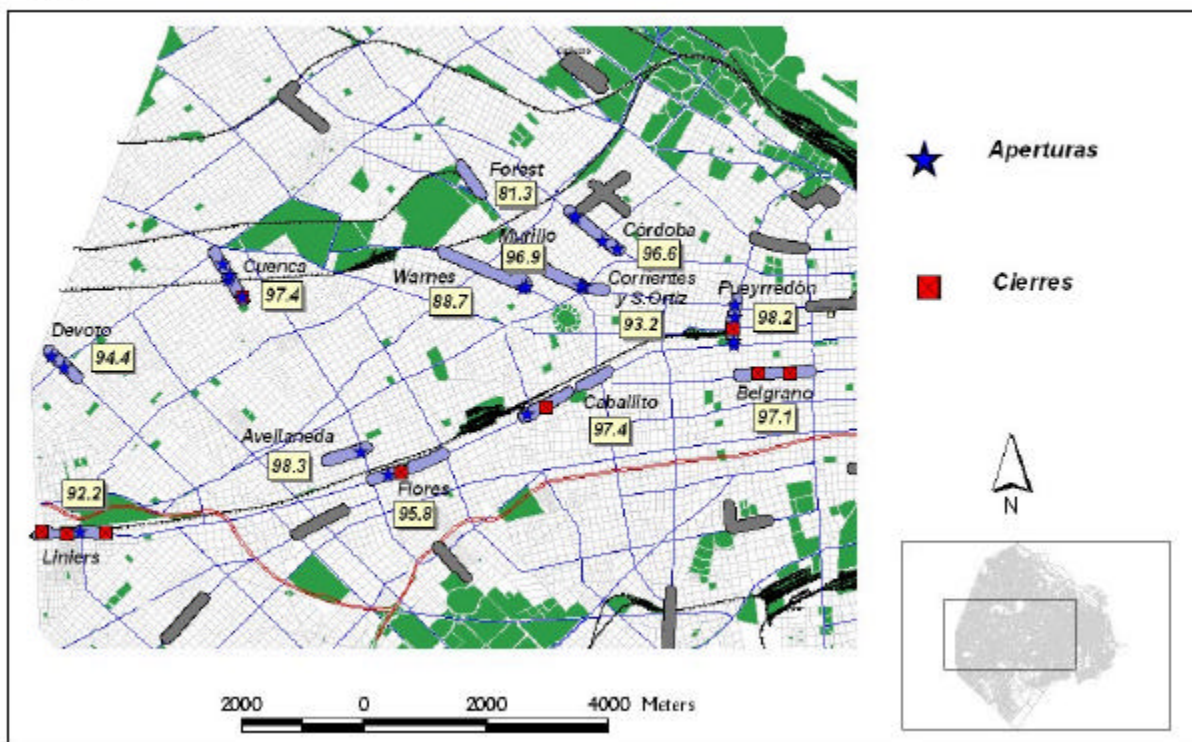 Forest
81.3
Aperturas
Murillo
96.9
Córdoba
96.6
Cuenca
97.4
Warnes
88.7
Corrientes
y S.Ortiz
93.2
Pueyrredón
98.2
Cierres
Devoto
94.4
Caballito
97.4
Belgrano
97.1
Avellaneda
98.3
Flores
95.8
92.2
Liniers
N
2000 0 2000 4000 Meters